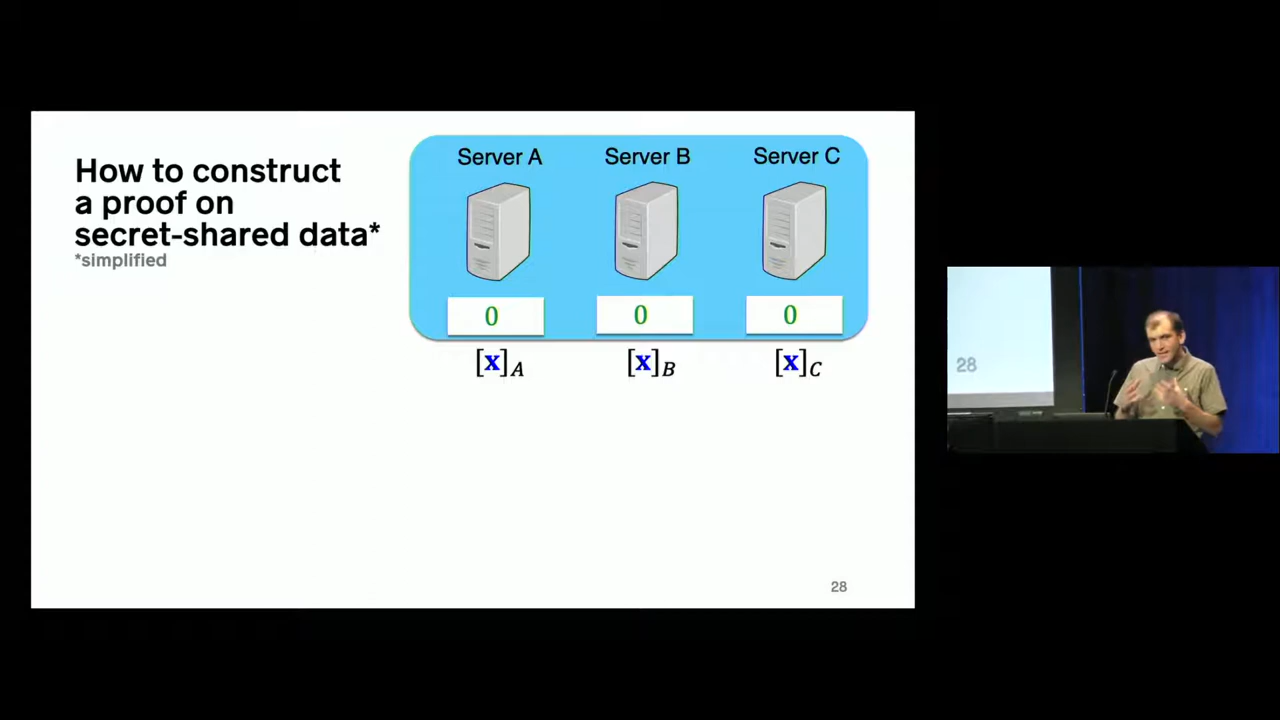 How to construct
a proof on
secret-shared data*
*simplified
Server A Server B Server C
0 0 0
[x]A [x]B [x]C
28
28